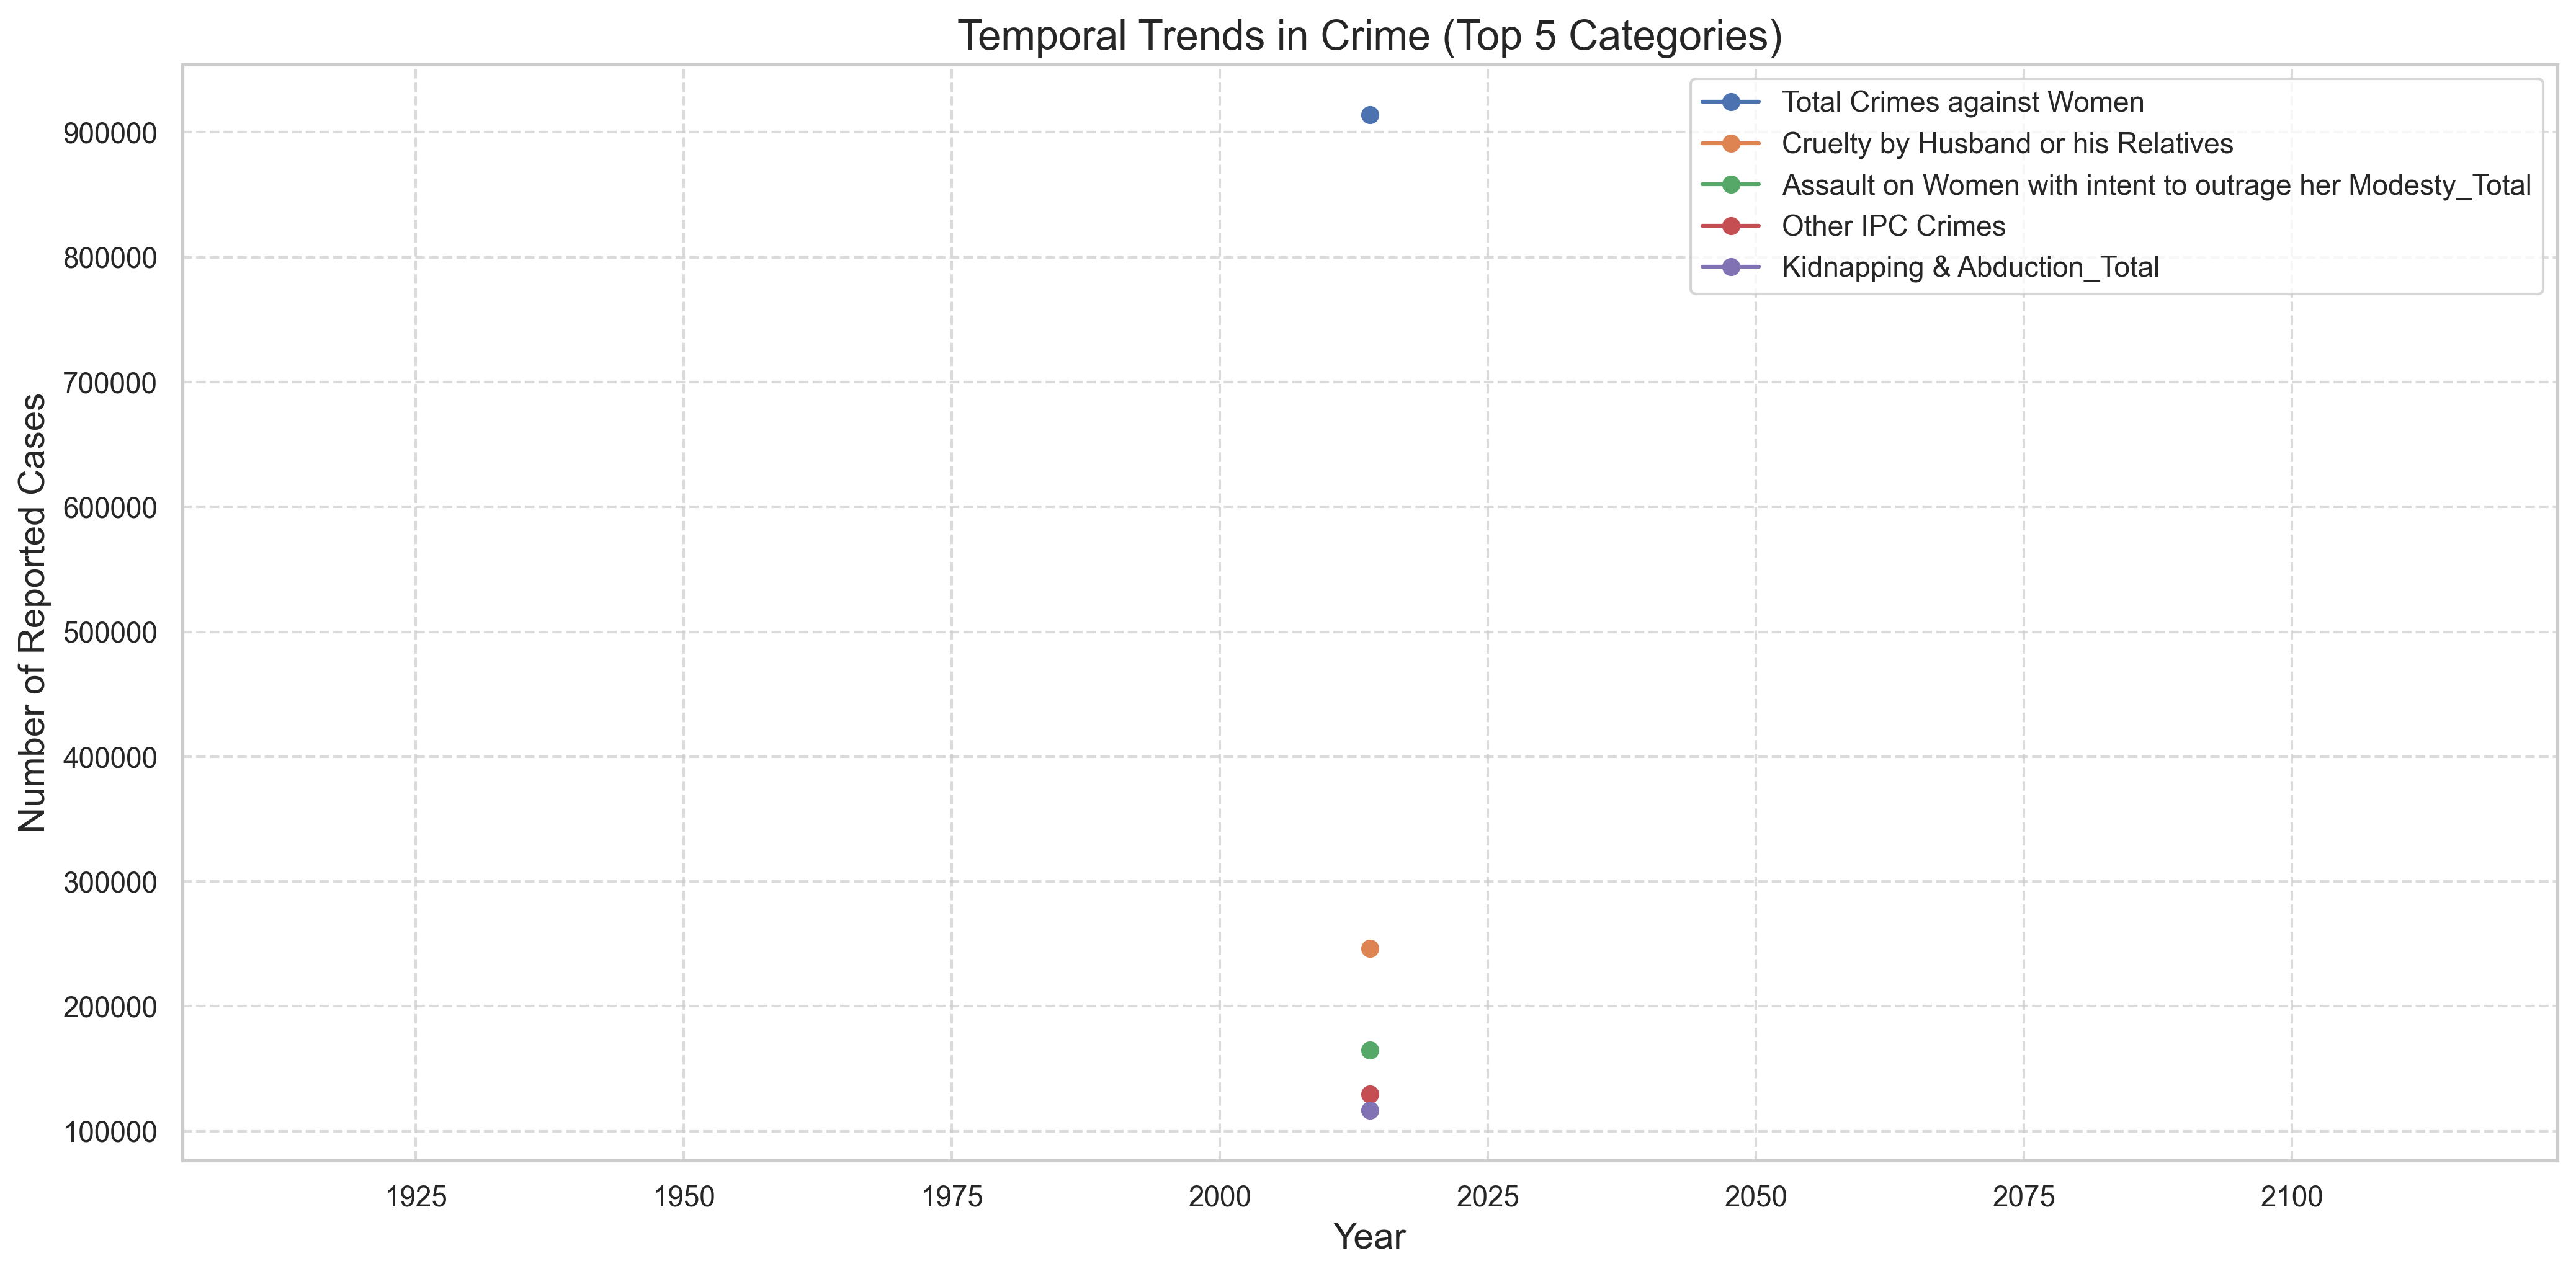 Temporal Trends in Crime (Top 5 Categories)
Total Crimes against Women
Cruelty by Husband or his Relatives
Assault on Women with intent to outrage her Modesty_Total
Other IPC Crimes
Kidnapping & Abduction_Total
Number of Reported Cases
900000
800000
700000
600000
500000
400000
300000
200000
100000
1925 1950 1975 2000 2025 2050 2075 2100
Year